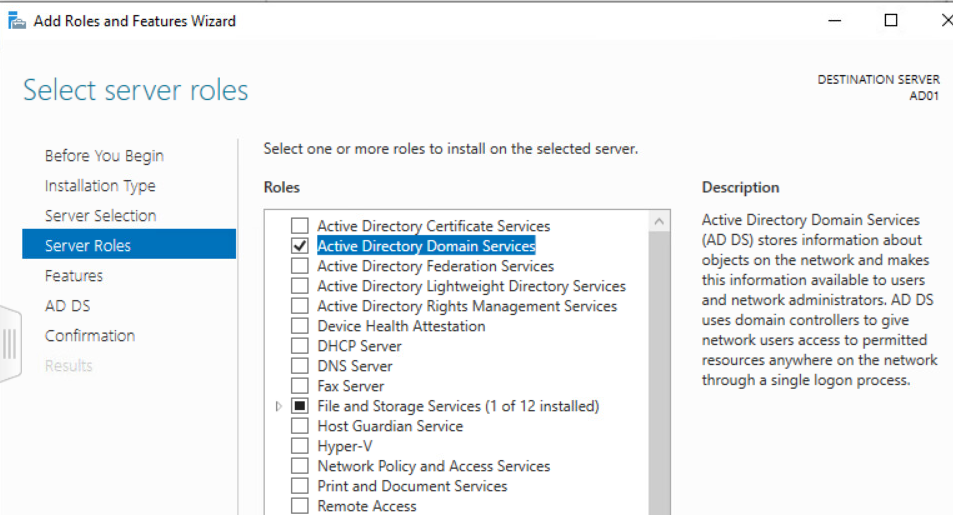 Add Roles and Features Wizard
Select server roles
DESTINATION SERVER
AD01
Before You Begin
Installation Type
Server Selection
Server Roles
Features
AD DS
Confirmation
Results
Select one or more roles to install on the selected server.
Roles
Active Directory Certificate Services
Active Directory Domain Services
Active Directory Federation Services
Active Directory Lightweight Directory Services
Active Directory Rights Management Services
Device Health Attestation
DHCP Server
DNS Server
Fax Server
File and Storage Services (1 of 12 installed)
Host Guardian Service
Hyper-V
Network Policy and Access Services
Print and Document Services
Remote Access
Description
Active Directory Domain Services
(AD DS) stores information about
objects on the network and makes
this information available to users
and network administrators. AD DS
uses domain controllers to give
network users access to permitted
resources anywhere on the network
through a single logon process.